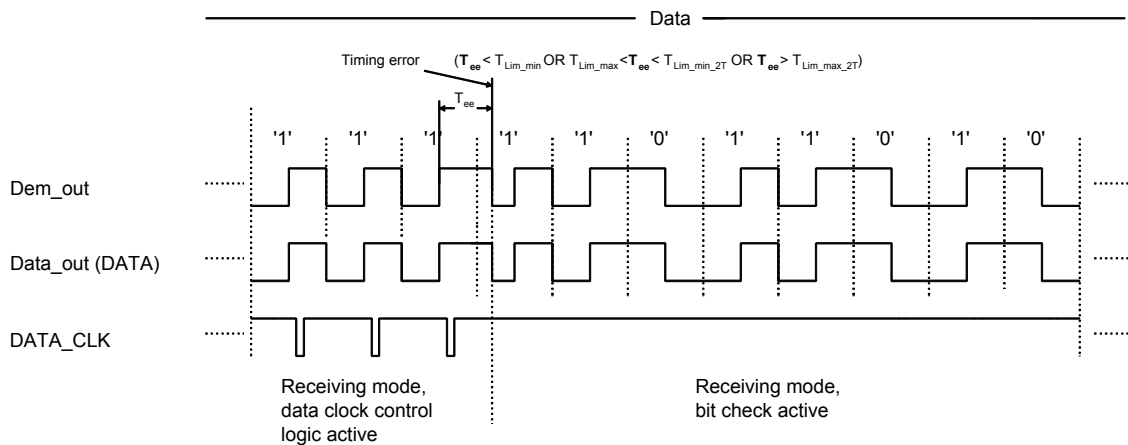 Data
Timing error (Tee < TLim_min OR TLim_max < Tee < TLim_min_2T OR Tee > TLim_max_2T)
Tee
'1' '1' '1' '1' '1' '0' '1' '1' '0' '1' '0'
Dem_out
Data_out (DATA)
DATA_CLK
Receiving mode,
data clock control
logic active
Receiving mode,
bit check active